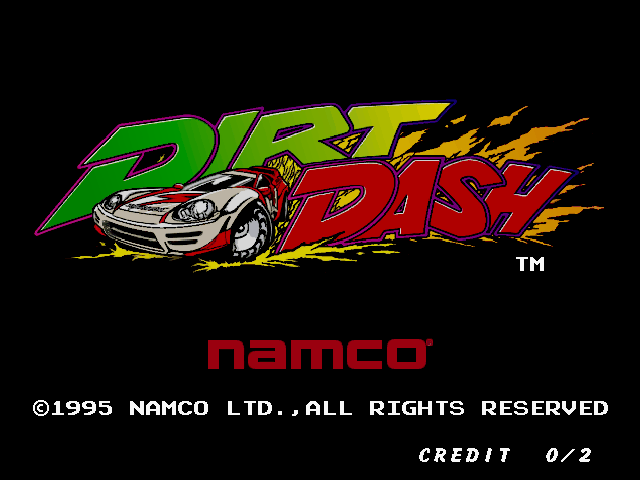 DIRT
DASH
TM
namco®
©1995 NAMCO LTD.,ALL RIGHTS RESERVED
CREDIT 0/2